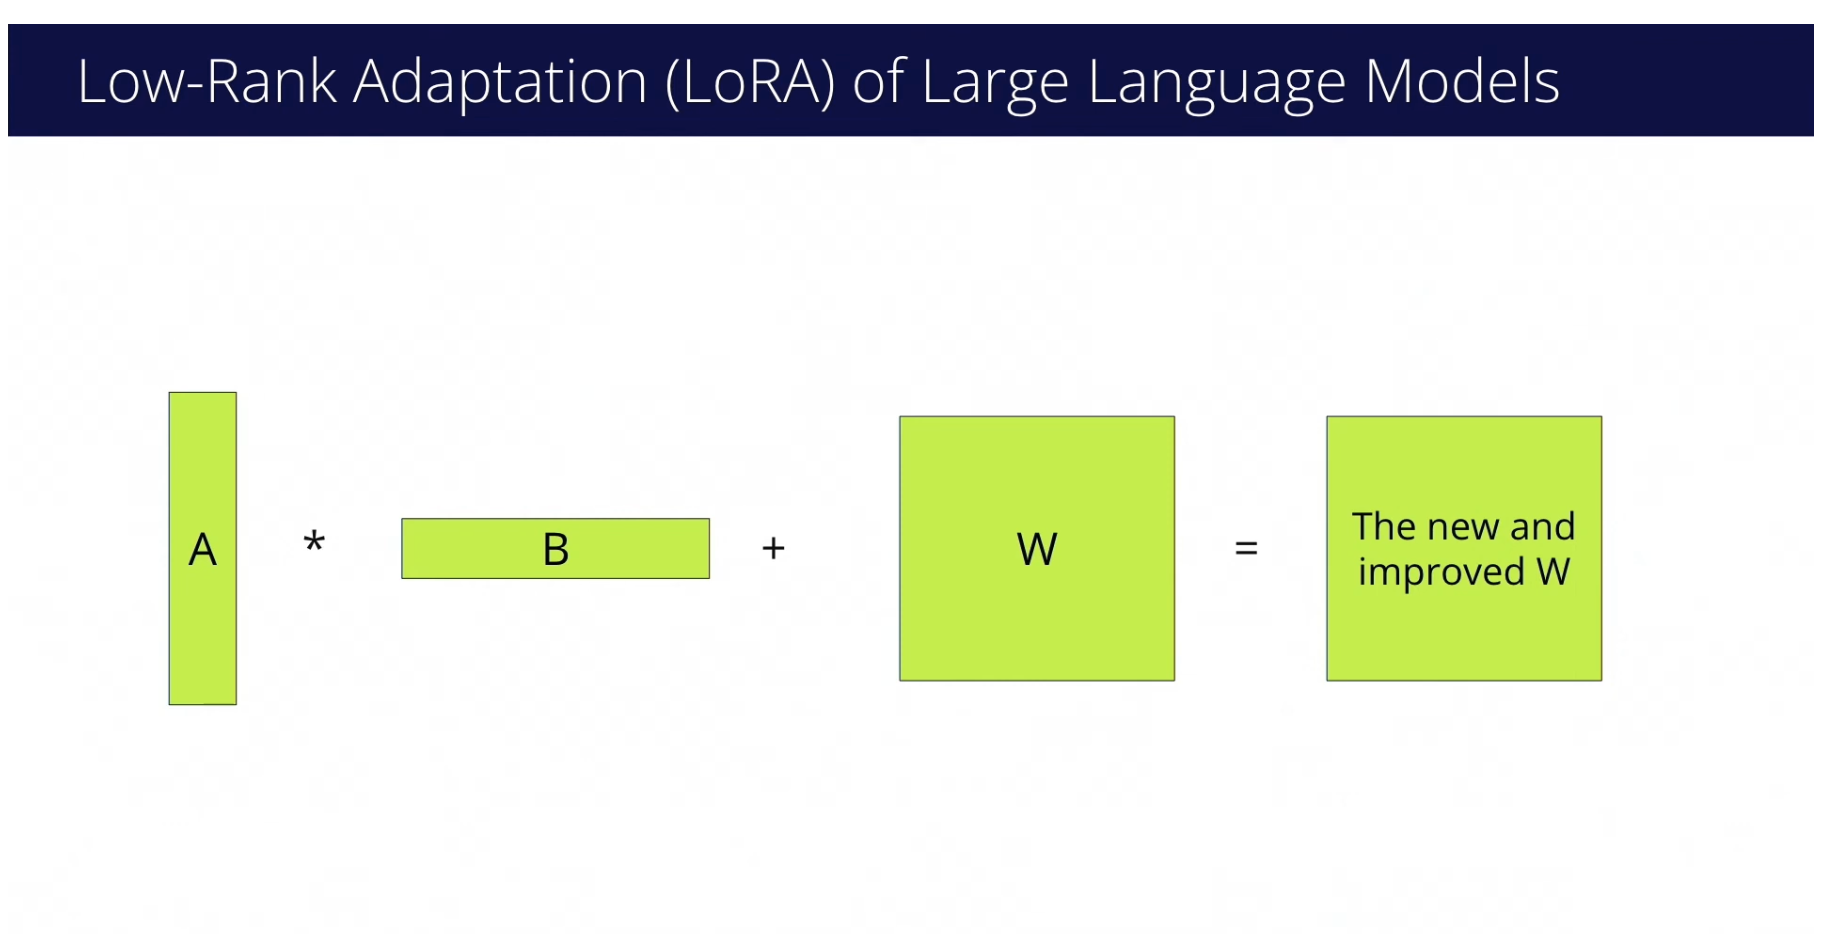 Low-Rank Adaptation (LoRA) of Large Language Models
A * B + W = The new and
improved W